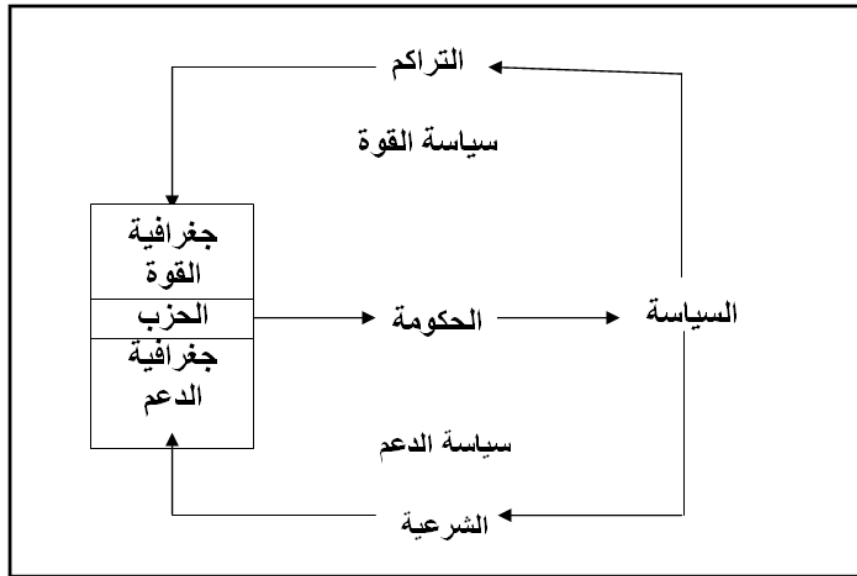 التراكم
سياسة القوة
جغرافية
القوة
الحزب
جغرافية
الدعم
الحكومة
السياسة
سياسة الدعم
الشرعية